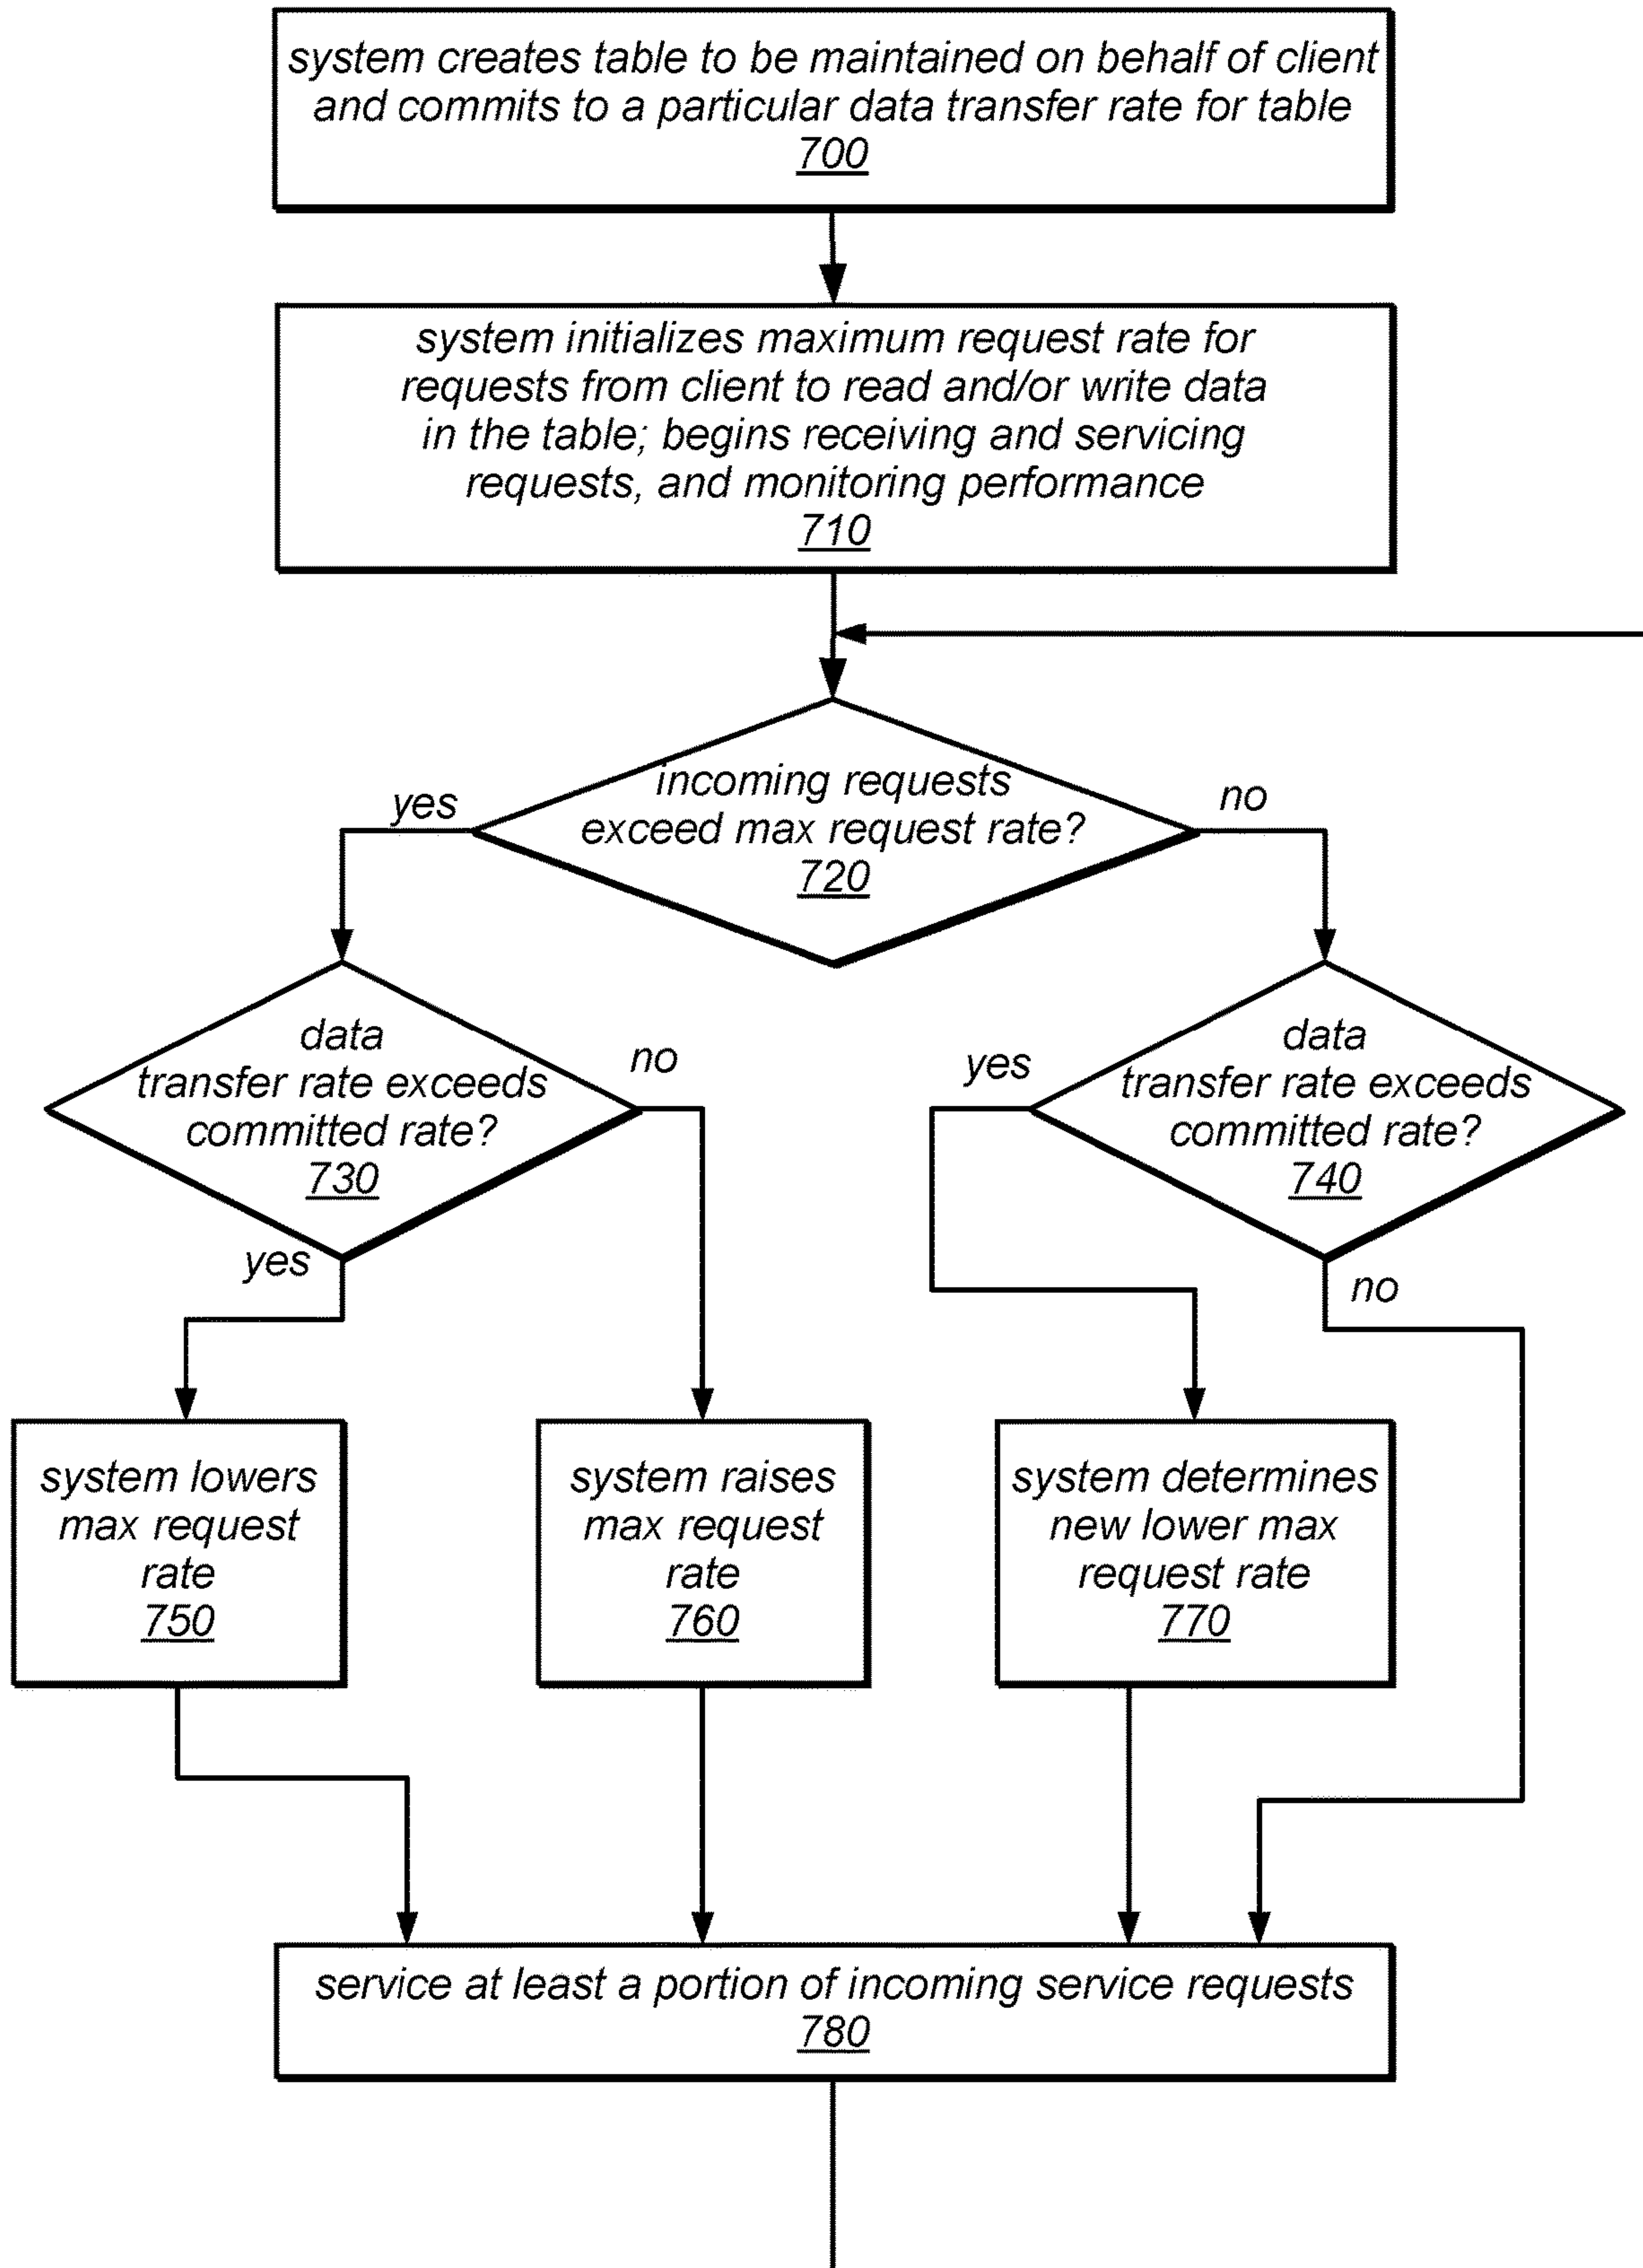 system creates table to be maintained on behalf of client
and commits to a particular data transfer rate for table
700
system initializes maximum request rate for
requests from client to read and/or write data
in the table; begins receiving and servicing
requests, and monitoring performance
710
incoming requests
exceed max request rate?
720
yes
no
data
transfer rate exceeds
committed rate?
730
yes
no
data
transfer rate exceeds
committed rate?
740
yes
no
system lowers
max request
rate
750
system raises
max request
rate
760
system determines
new lower max
request rate
770
service at least a portion of incoming service requests
780